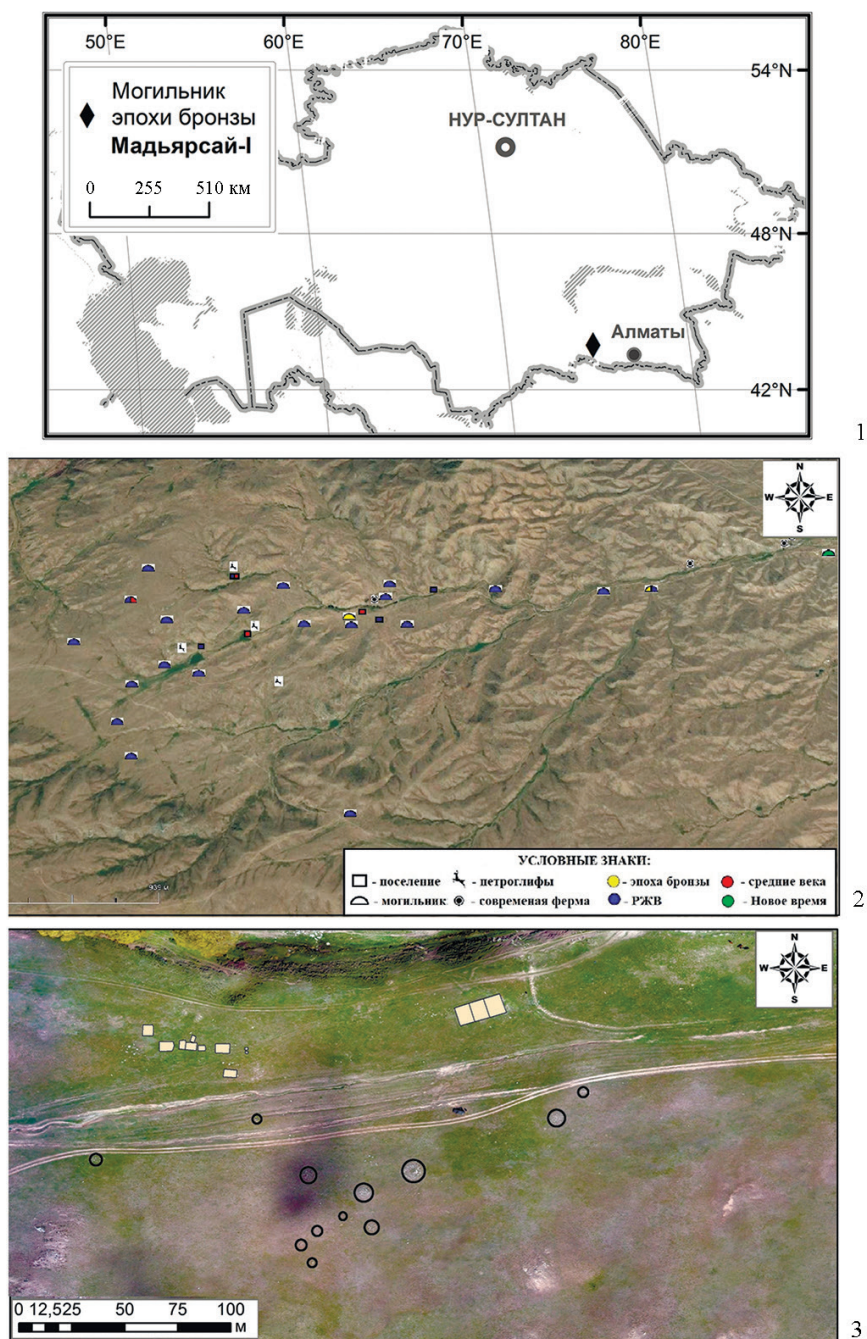 50°E 60°E 70°E 80°E
54°N
48°N
42°N
Могильник
эпохи бронзы
Мадьярсай-I
0 255 510 км
НУР-СУЛТАН
Алматы
1
N
W E
S
939 м
УСЛОВНЫЕ ЗНАКИ:
- поселение - петроглифы - эпоха бронзы - средние века
- могильник - современая ферма - РЖВ - Новое время
2
N
W E
S
0 12,525 50 75 100
М
3